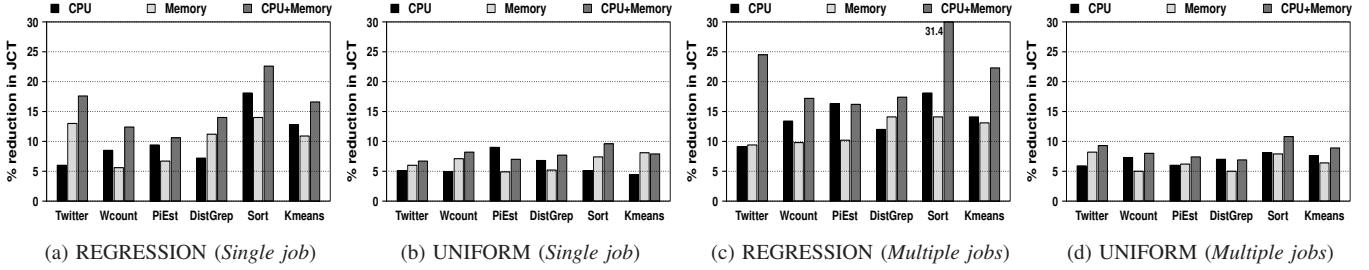 CPU Memory CPU+Memory
% reduction in JCT
30
25
20
15
10
5
0
Twitter Wcount PiEst DistGrep Sort Kmeans
(a) REGRESSION (Single job)
CPU Memory CPU+Memory
% reduction in JCT
30
25
20
15
10
5
0
Twitter Wcount PiEst DistGrep Sort Kmeans
(b) UNIFORM (Single job)
CPU Memory CPU+Memory
% reduction in JCT
31.4
30
25
20
15
10
5
0
Twitter Wcount PiEst DistGrep Sort Kmeans
(c) REGRESSION (Multiple jobs)
CPU Memory CPU+Memory
% reduction in JCT
30
25
20
15
10
5
0
Twitter Wcount PiEst DistGrep Sort Kmeans
(d) UNIFORM (Multiple jobs)